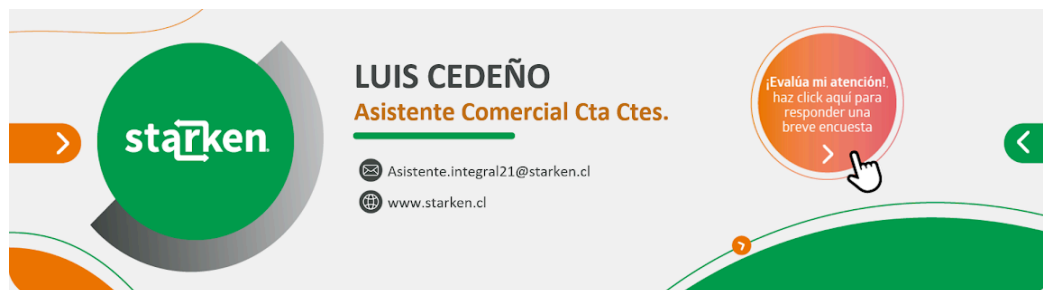 starken
LUIS CEDEÑO
Asistente Comercial Cta Ctes.
Asistente.integral21@starken.cl
www.starken.cl
¡Evalúa mi atención!,
haz click aquí para
responder una
breve encuesta